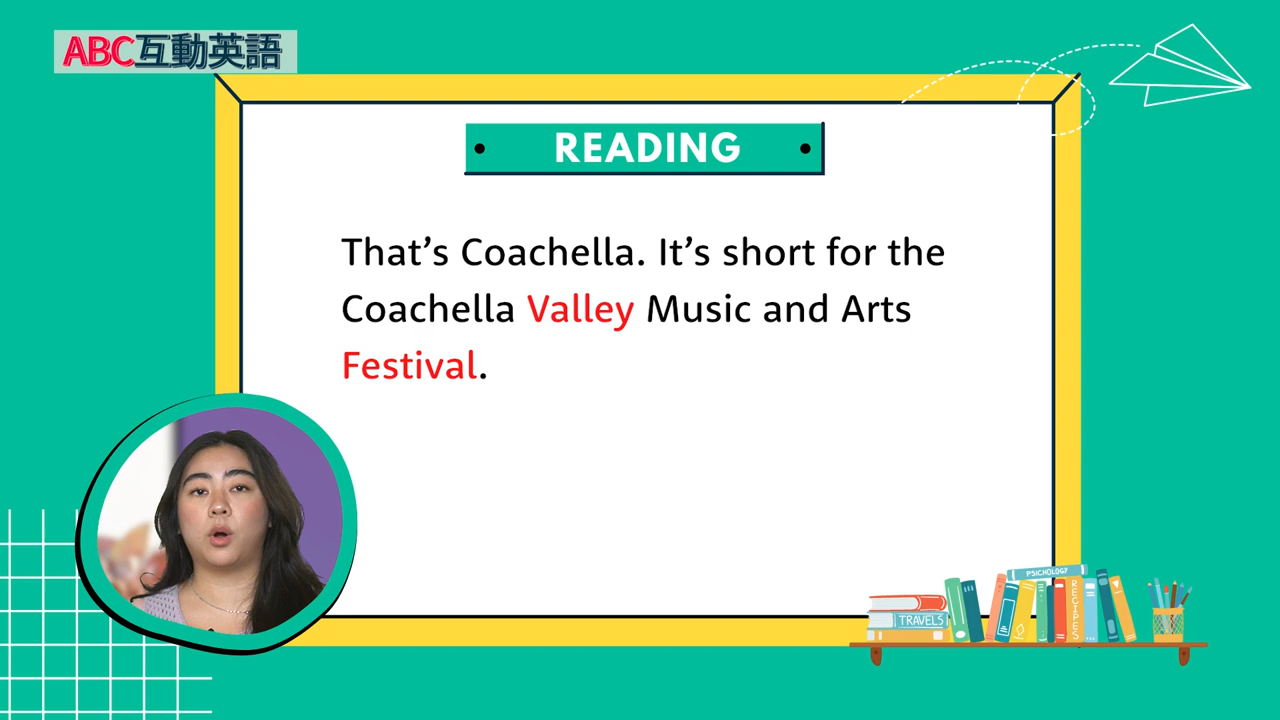 ABC互動英語
READING
That's Coachella. It's short for the
Coachella Valley Music and Arts
Festival.
PSICHOLOGY
TRAVELS
RECIPES